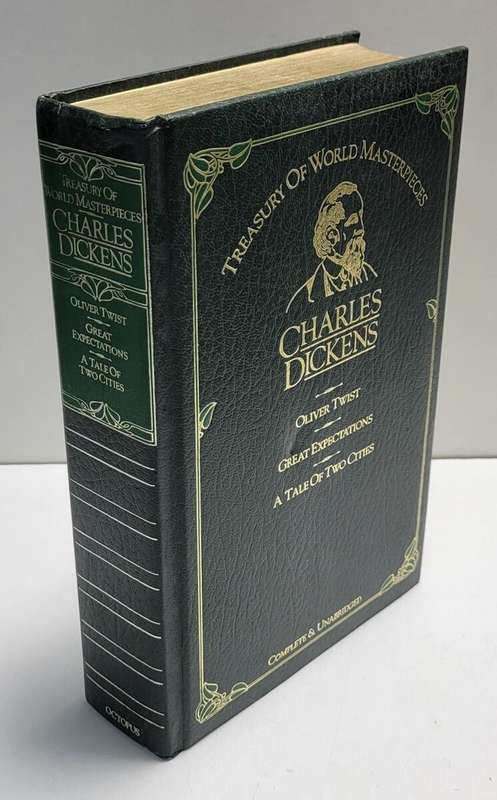 TREASURY OF
WORLD MASTERPIECES
CHARLES
DICKENS
OLIVER TWIST
GREAT
EXPECTATIONS
A TALE OF
TWO CITIES
OCTOPUS
TREASURY OF WORLD MASTERPIECES
CHARLES
DICKENS
OLIVER TWIST
GREAT EXPECTATIONS
A TALE OF TWO CITIES
COMPLETE & UNABRIDGED